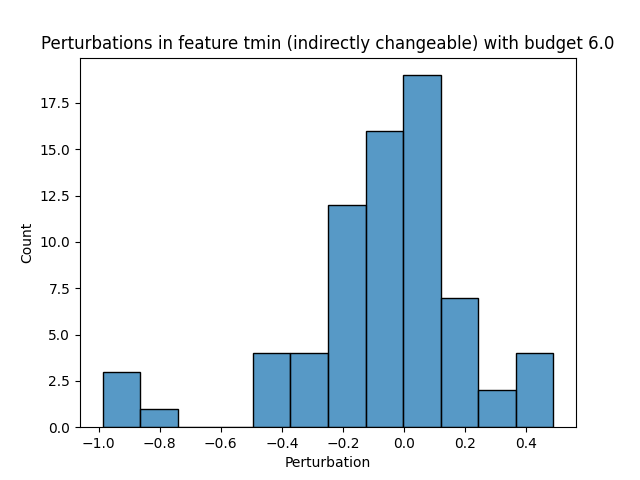 Perturbations in feature tmin (indirectly changeable) with budget 6.0
17.5
15.0
12.5
10.0
7.5
5.0
2.5
0.0
Count
−1.0 −0.8 −0.6 −0.4 −0.2 0.0 0.2 0.4
Perturbation